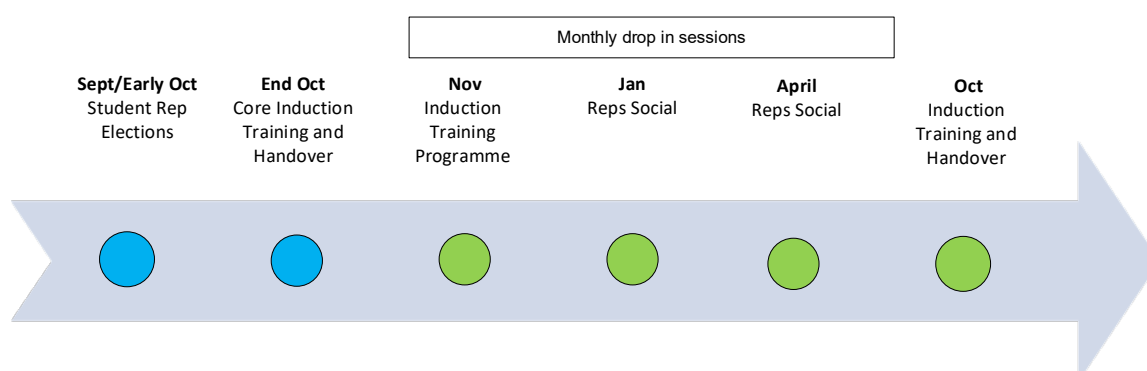 Monthly drop in sessions
Sept/Early Oct
Student Rep
Elections
End Oct
Core Induction
Training and
Handover
Nov
Induction
Training
Programme
Jan
Reps Social
April
Reps Social
Oct
Induction
Training and
Handover